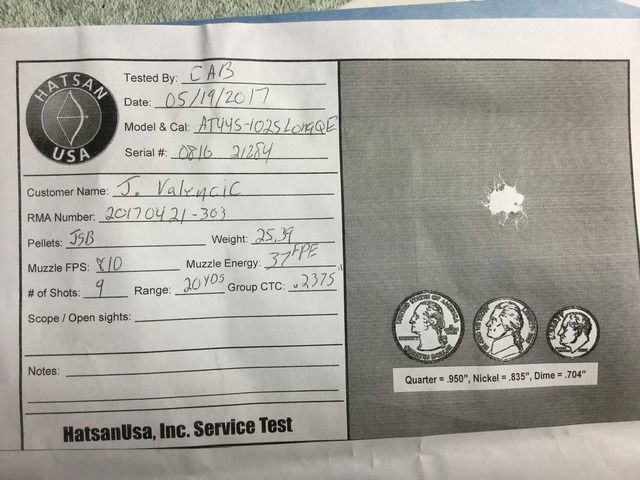 HATSAN
USA
Tested By: CAB
Date: 05/19/2017
Model & Cal: AT44S-10 25 LongQE
Serial #: 0816 21284
Customer Name: J. Valencic
RMA Number: 20170421-303
Pellets: JSB Weight: 25.39
Muzzle FPS: 810 Muzzle Energy: 37 FPE
# of Shots: 9 Range: 20 YDS Group CTC: .2375"
Scope / Open sights:
Notes:
HatsanUsa, Inc. Service Test
Quarter = .950", Nickel = .835", Dime = .704"